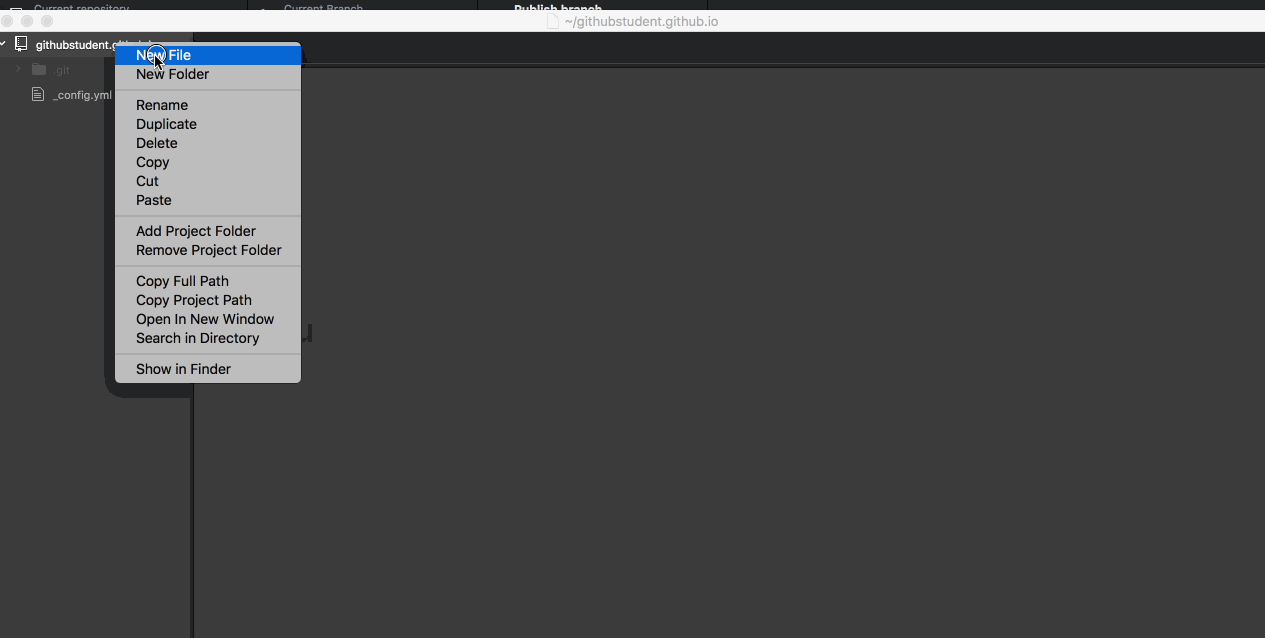 Current repository
Current Branch
Publish branch
~/githubstudent.github.io
githubstudent.g
.git
_config.yml
New File
New Folder
Rename
Duplicate
Delete
Copy
Cut
Paste
Add Project Folder
Remove Project Folder
Copy Full Path
Copy Project Path
Open In New Window
Search in Directory
Show in Finder